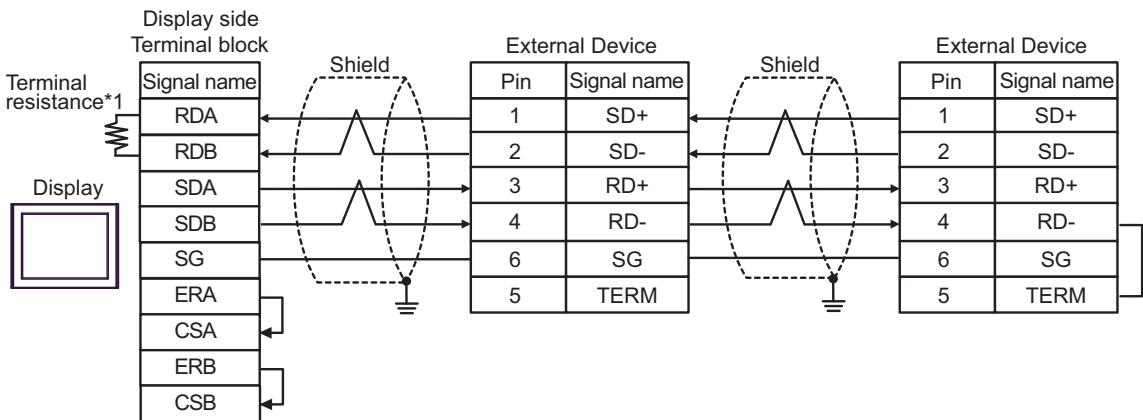 Display side
Terminal block
Terminal
resistance*1
Display
Signal name
RDA
RDB
SDA
SDB
SG
ERA
CSA
ERB
CSB
Shield
External Device
Pin Signal name
1 SD+
2 SD-
3 RD+
4 RD-
6 SG
5 TERM
Shield
External Device
Pin Signal name
1 SD+
2 SD-
3 RD+
4 RD-
6 SG
5 TERM